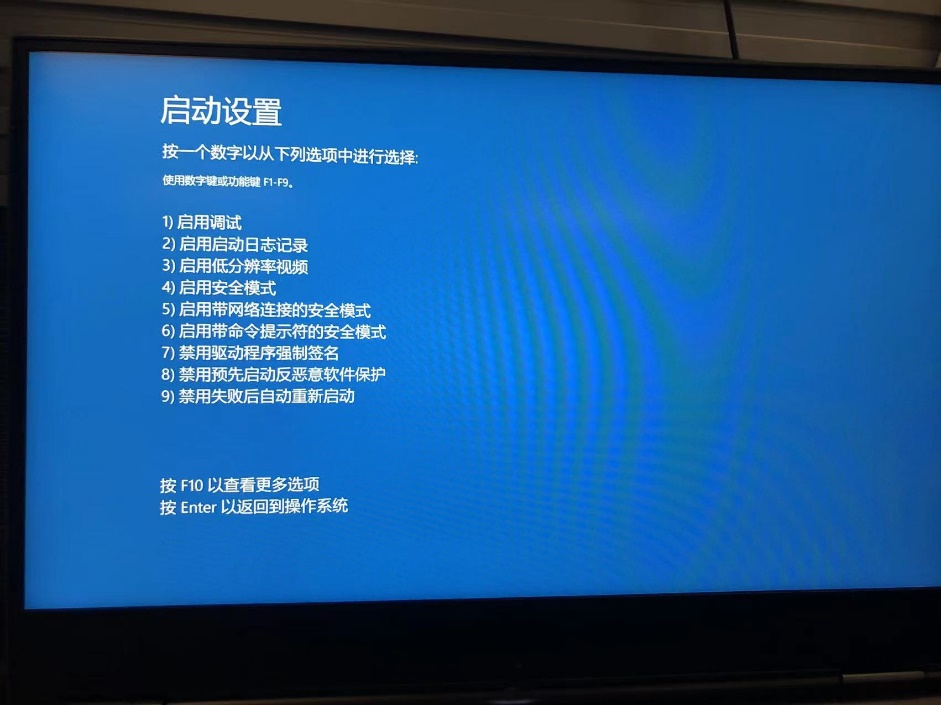 启动设置
按一个数字以从下列选项中进行选择:
使用数字键或功能键 F1-F9。
1) 启用调试
2) 启用启动日志记录
3) 启用低分辨率视频
4) 启用安全模式
5) 启用带网络连接的安全模式
6) 启用带命令提示符的安全模式
7) 禁用驱动程序强制签名
8) 禁用预先启动反恶意软件保护
9) 禁用失败后自动重新启动
按 F10 以查看更多选项
按 Enter 以返回到操作系统